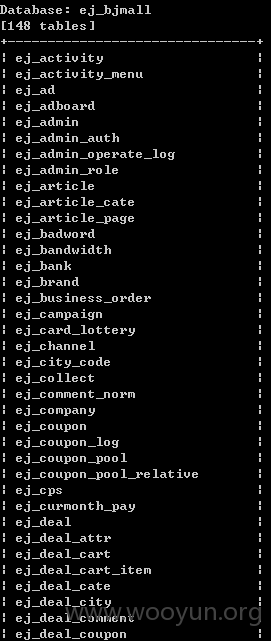 Database: ej_bjmall
[148 tables]
+-------------------------------+
¦ ej_activity ¦
¦ ej_activity_menu ¦
¦ ej_ad ¦
¦ ej_adboard ¦
¦ ej_admin ¦
¦ ej_admin_auth ¦
¦ ej_admin_operate_log ¦
¦ ej_admin_role ¦
¦ ej_article ¦
¦ ej_article_cate ¦
¦ ej_article_page ¦
¦ ej_badword ¦
¦ ej_bandwidth ¦
¦ ej_bank ¦
¦ ej_brand ¦
¦ ej_business_order ¦
¦ ej_campaign ¦
¦ ej_card_lottery ¦
¦ ej_channel ¦
¦ ej_city_code ¦
¦ ej_collect ¦
¦ ej_comment_norm ¦
¦ ej_company ¦
¦ ej_coupon ¦
¦ ej_coupon_log ¦
¦ ej_coupon_pool ¦
¦ ej_coupon_pool_relative ¦
¦ ej_cps ¦
¦ ej_curmonth_pay ¦
¦ ej_deal ¦
¦ ej_deal_attr ¦
¦ ej_deal_cart ¦
¦ ej_deal_cart_item ¦
¦ ej_deal_cate ¦
¦ ej_deal_city ¦
¦ ej_deal_comment ¦
¦ ej_deal_coupon ¦
www.wooyun.org